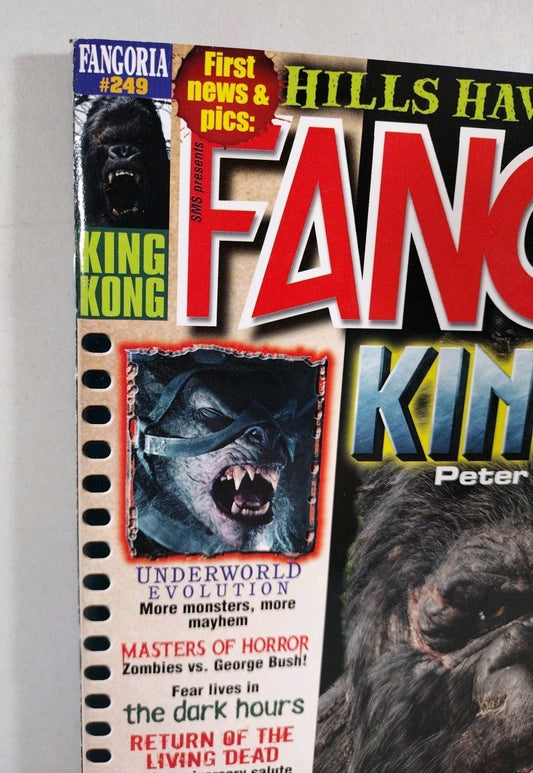 FANGORIA
#249
First
news &
pics:
HILLS HAV
SMS presents
FANG
KING
KONG
KIN
Peter
UNDERWORLD
EVOLUTION
More monsters, more
mayhem
MASTERS OF HORROR
Zombies vs. George Bush!
Fear lives in
the dark hours
RETURN OF THE
LIVING DEAD
salute